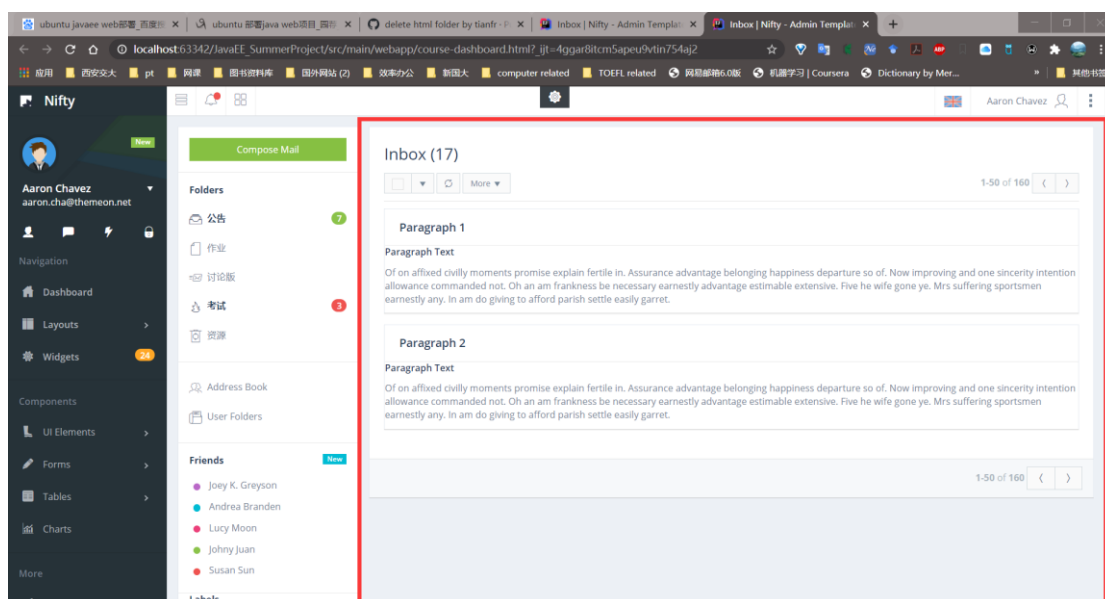 ubuntu javaee web部署_百度搜
ubuntu 部署java web项目_国际
delete html folder by tianfr · P
Inbox | Nifty - Admin Template
Inbox | Nifty - Admin Template
localhost:63342/JavaEE_SummerProject/src/main/webapp/course-dashboard.html?_ijt=4ggar8itcm5apeu9vtin754aj2
应用 西安交大 pt 网课 图书资料库 国外网站 (2) 效率办公 新国大 computer related TOEFL related 网易邮箱6.0版 机器学习 | Coursera Dictionary by Mer... » 其他书签
Nifty
Aaron Chavez
New
Aaron Chavez
aaron.cha@themeon.net
Navigation
Dashboard
Layouts
Widgets 24
Components
UI Elements
Forms
Tables
Charts
More
Compose Mail
Folders
公告 7
作业
讨论版
考试 3
资源
Address Book
User Folders
Friends New
Joey K. Greyson
Andrea Branden
Lucy Moon
Johny Juan
Susan Sun
Labels
Inbox (17)
More
1-50 of 160
Paragraph 1
Paragraph Text
Of on affixed civilly moments promise explain fertile in. Assurance advantage belonging happiness departure so of. Now improving and one sincerity intention
allowance commanded not. Oh an am frankness be necessary earnestly advantage estimable extensive. Five he wife gone ye. Mrs suffering sportsmen
earnestly any. In am do giving to afford parish settle easily garret.
Paragraph 2
Paragraph Text
Of on affixed civilly moments promise explain fertile in. Assurance advantage belonging happiness departure so of. Now improving and one sincerity intention
allowance commanded not. Oh an am frankness be necessary earnestly advantage estimable extensive. Five he wife gone ye. Mrs suffering sportsmen
earnestly any. In am do giving to afford parish settle easily garret.
1-50 of 160